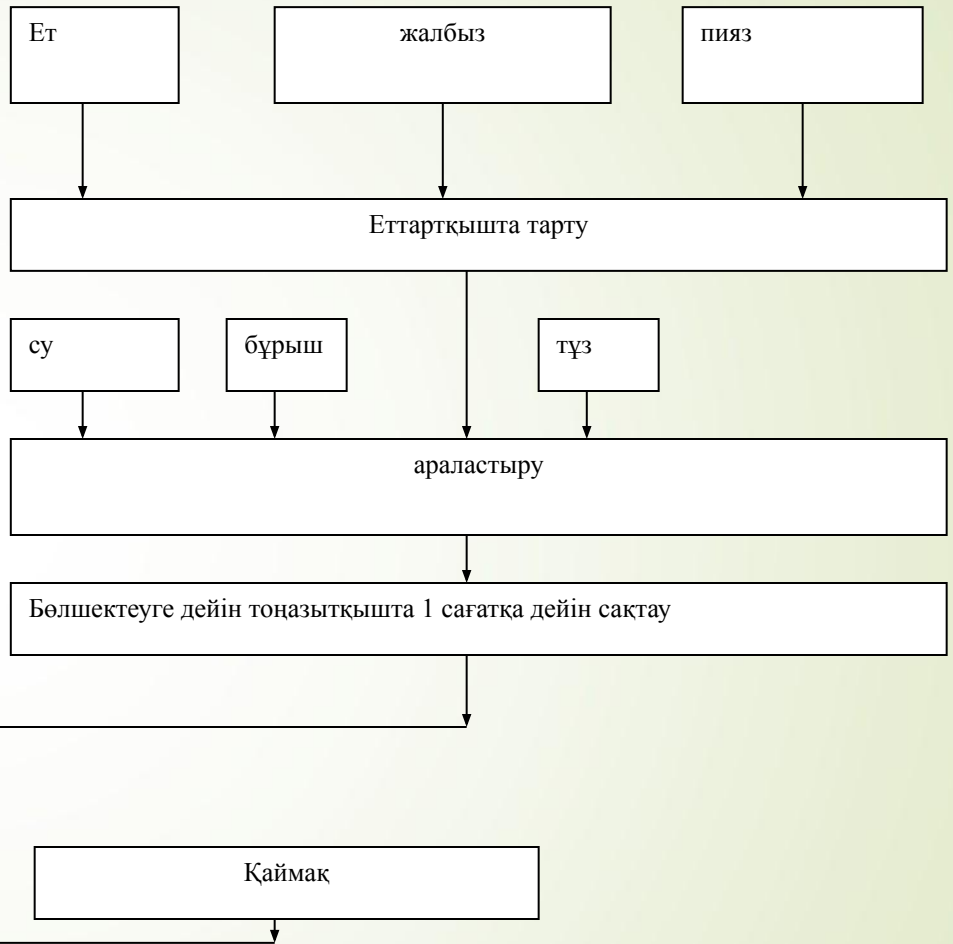 Ет
жалбыз
пияз
Еттартқышта тарту
су
бұрыш
тұз
араластыру
Бөлшектеуге дейін тоңазытқышта 1 сағатқа дейін сақтау
Қаймақ